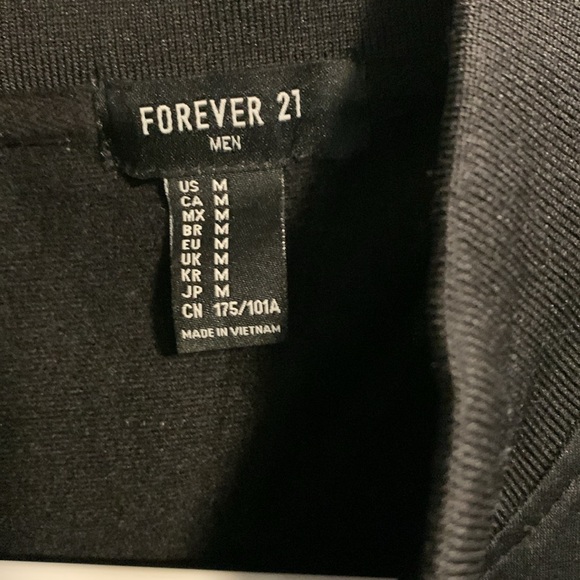 FOREVER 21
MEN
US M
CA M
MX M
BR M
EU M
UK M
KR M
JP M
CN 175/101A
MADE IN VIETNAM